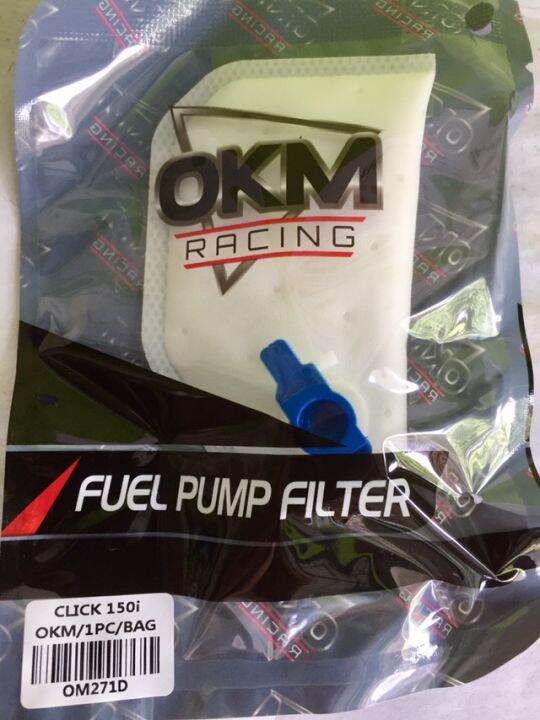 OKM
RACING
FUEL PUMP FILTER
CLICK 150i
OKM/1PC/BAG
OM271D